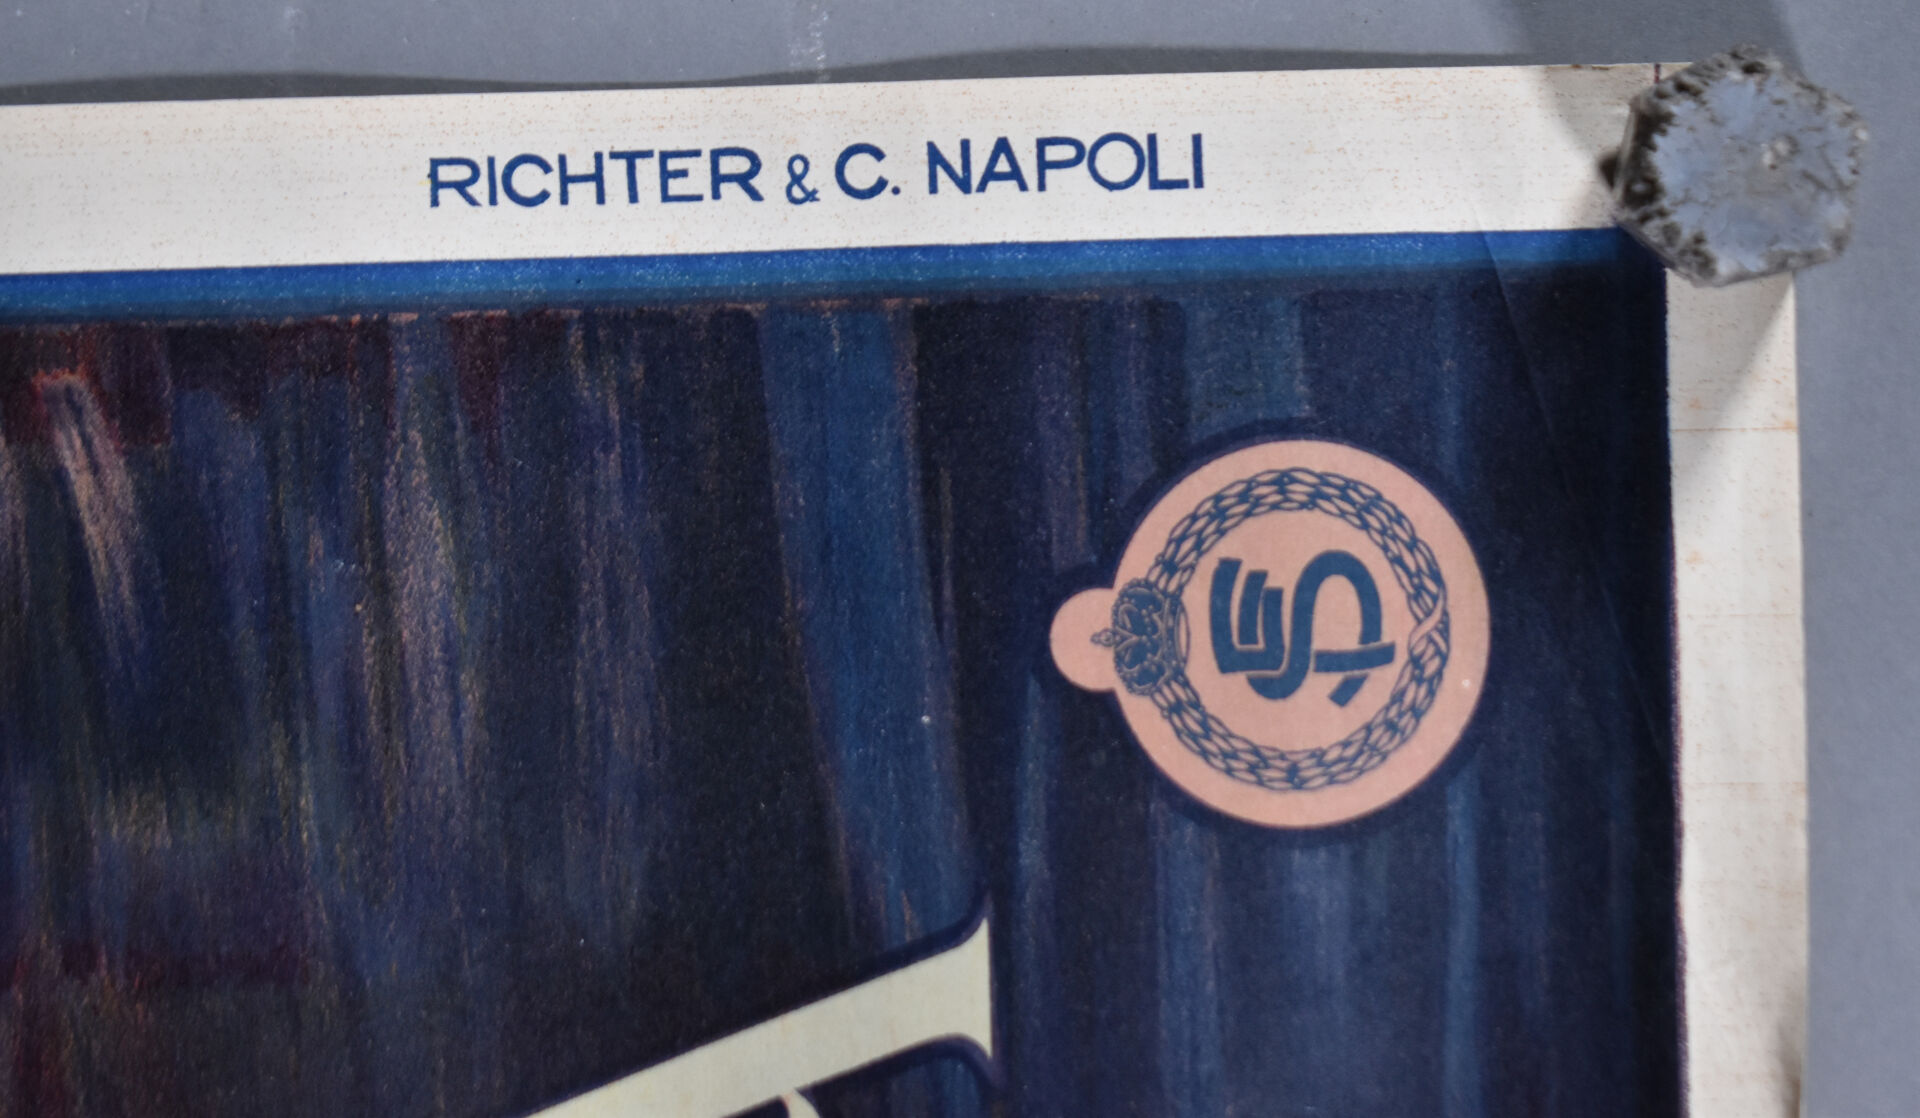 RICHTER & C. NAPOLI